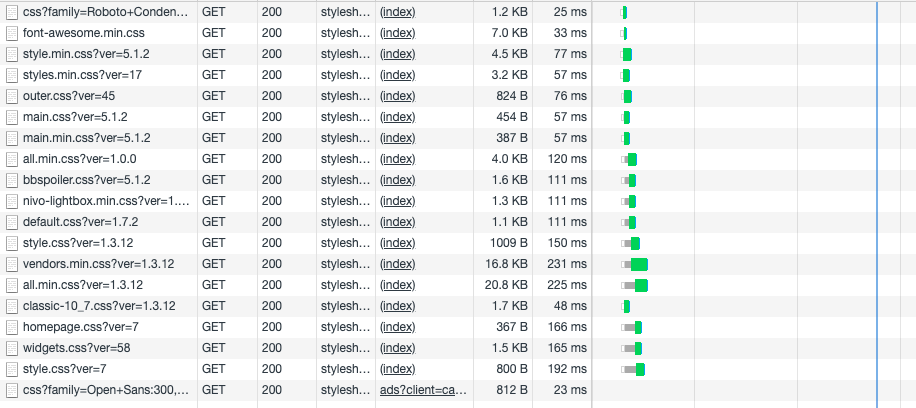 css?family=Roboto+Conden... GET 200 stylesh... (index) 1.2 KB 25 ms
font-awesome.min.css GET 200 stylesh... (index) 7.0 KB 33 ms
style.min.css?ver=5.1.2 GET 200 stylesh... (index) 4.5 KB 77 ms
styles.min.css?ver=17 GET 200 stylesh... (index) 3.2 KB 57 ms
outer.css?ver=45 GET 200 stylesh... (index) 824 B 76 ms
main.css?ver=5.1.2 GET 200 stylesh... (index) 454 B 57 ms
main.min.css?ver=5.1.2 GET 200 stylesh... (index) 387 B 57 ms
all.min.css?ver=1.0.0 GET 200 stylesh... (index) 4.0 KB 120 ms
bbspoiler.css?ver=5.1.2 GET 200 stylesh... (index) 1.6 KB 111 ms
nivo-lightbox.min.css?ver=1.... GET 200 stylesh... (index) 1.3 KB 111 ms
default.css?ver=1.7.2 GET 200 stylesh... (index) 1.1 KB 111 ms
style.css?ver=1.3.12 GET 200 stylesh... (index) 1009 B 150 ms
vendors.min.css?ver=1.3.12 GET 200 stylesh... (index) 16.8 KB 231 ms
all.min.css?ver=1.3.12 GET 200 stylesh... (index) 20.8 KB 225 ms
classic-10_7.css?ver=1.3.12 GET 200 stylesh... (index) 1.7 KB 48 ms
homepage.css?ver=7 GET 200 stylesh... (index) 367 B 166 ms
widgets.css?ver=58 GET 200 stylesh... (index) 1.5 KB 165 ms
style.css?ver=7 GET 200 stylesh... (index) 800 B 192 ms
css?family=Open+Sans:300,... GET 200 stylesh... ads?client=ca... 812 B 23 ms